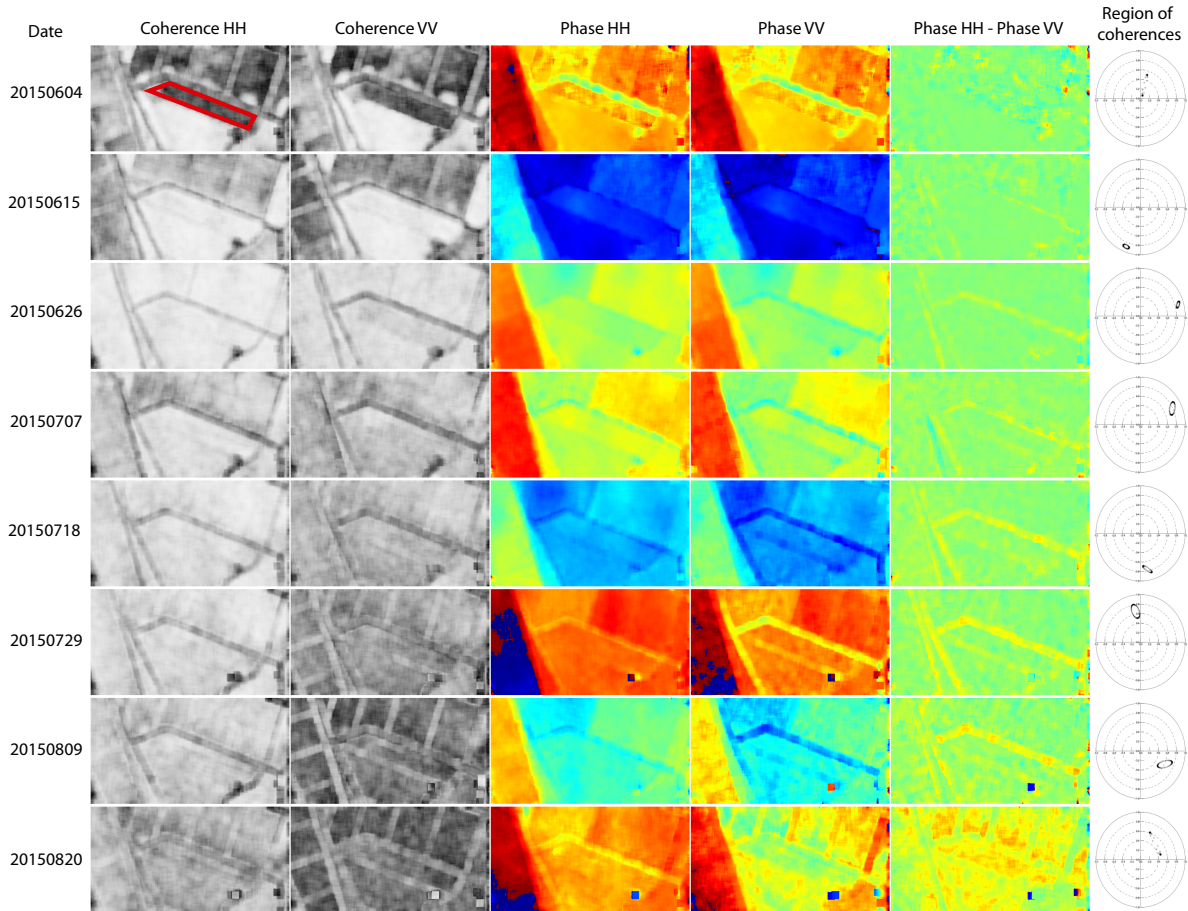 Date
Coherence HH
Coherence VV
Phase HH
Phase VV
Phase HH - Phase VV
Region of
coherences
20150604
20150615
20150626
20150707
20150718
20150729
20150809
20150820